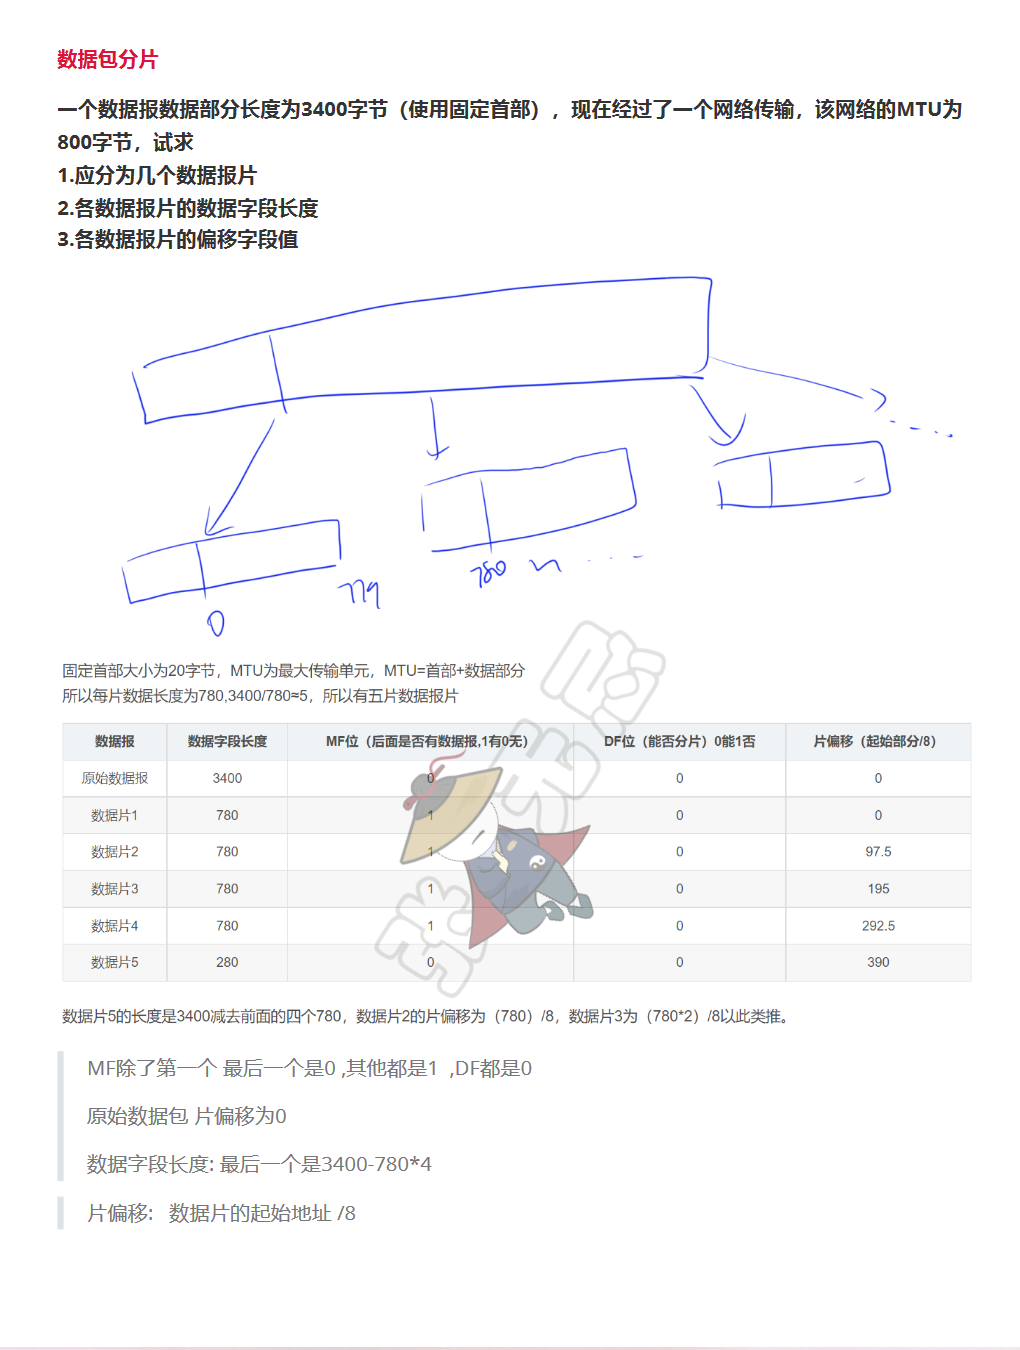 数据包分片
一个数据报数据部分长度为3400字节（使用固定首部），现在经过了一个网络传输，该网络的MTU为
800字节，试求
1.应分为几个数据报片
2.各数据报片的数据字段长度
3.各数据报片的偏移字段值
0
779
780
固定首部大小为20字节，MTU为最大传输单元，MTU=首部+数据部分
所以每片数据长度为780,3400/780≈5，所以有五片数据报片
数据报 数据字段长度 MF位（后面是否有数据报,1有0无） DF位（能否分片）0能1否 片偏移（起始部分/8）
原始数据报 3400 0 0 0
数据片1 780 1 0 0
数据片2 780 1 0 97.5
数据片3 780 1 0 195
数据片4 780 1 0 292.5
数据片5 280 0 0 390
数据片5的长度是3400减去前面的四个780，数据片2的片偏移为（780）/8，数据片3为（780*2）/8以此类推。
MF除了第一个 最后一个是0 ,其他都是1 ,DF都是0
原始数据包 片偏移为0
数据字段长度: 最后一个是3400-780*4
片偏移: 数据片的起始地址 /8